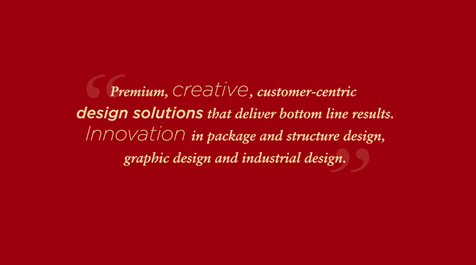 “Premium, creative, customer-centric
design solutions that deliver bottom line results.
Innovation in package and structure design,
graphic design and industrial design.”